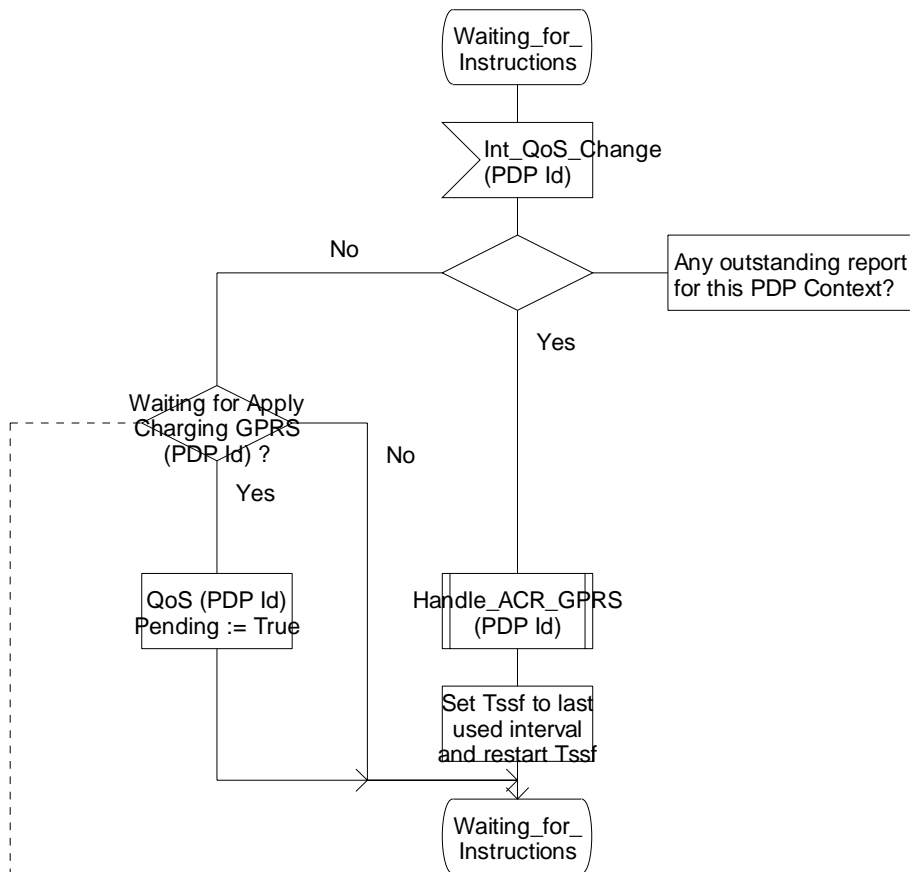 Waiting_for_
Instructions
Int_QoS_Change
(PDP Id)
No
Any outstanding report
for this PDP Context?
Yes
Waiting for Apply
Charging GPRS
(PDP Id) ?
No
Yes
QoS (PDP Id)
Pending := True
Handle_ACR_GPRS
(PDP Id)
Set Tssf to last
used interval
and restart Tssf
Waiting_for_
Instructions